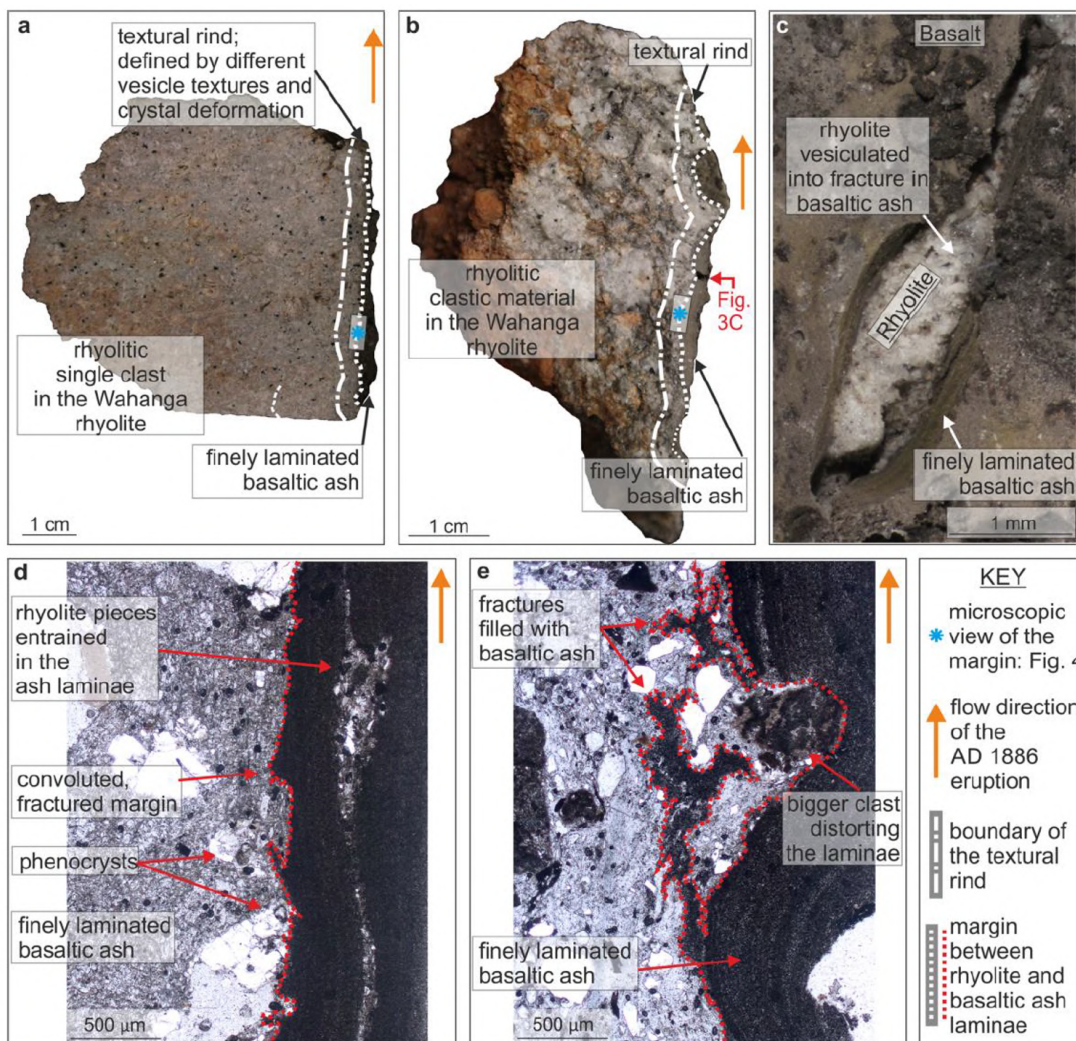 a
textural rind;
defined by different
vesicle textures and
crystal deformation
rhyolitic
single clast
in the Wahanga
rhyolite
finely laminated
basaltic ash
1 cm
b
textural rind
rhyolitic
clastic material
in the Wahanga
rhyolite
Fig.
3C
finely laminated
basaltic ash
1 cm
c
Basalt
rhyolite
vesiculated
into fracture in
basaltic ash
Rhyolite
finely laminated
basaltic ash
1 mm
d
rhyolite pieces
entrained
in the
ash laminae
convoluted,
fractured margin
phenocrysts
finely laminated
basaltic ash
500 µm
e
fractures
filled with
basaltic ash
bigger clast
distorting
the laminae
finely laminated
basaltic ash
500 µm
KEY
microscopic
view of the
margin: Fig. 4
flow direction
of the
AD 1886
eruption
boundary of
the textural
rind
margin
between
rhyolite and
basaltic ash
laminae